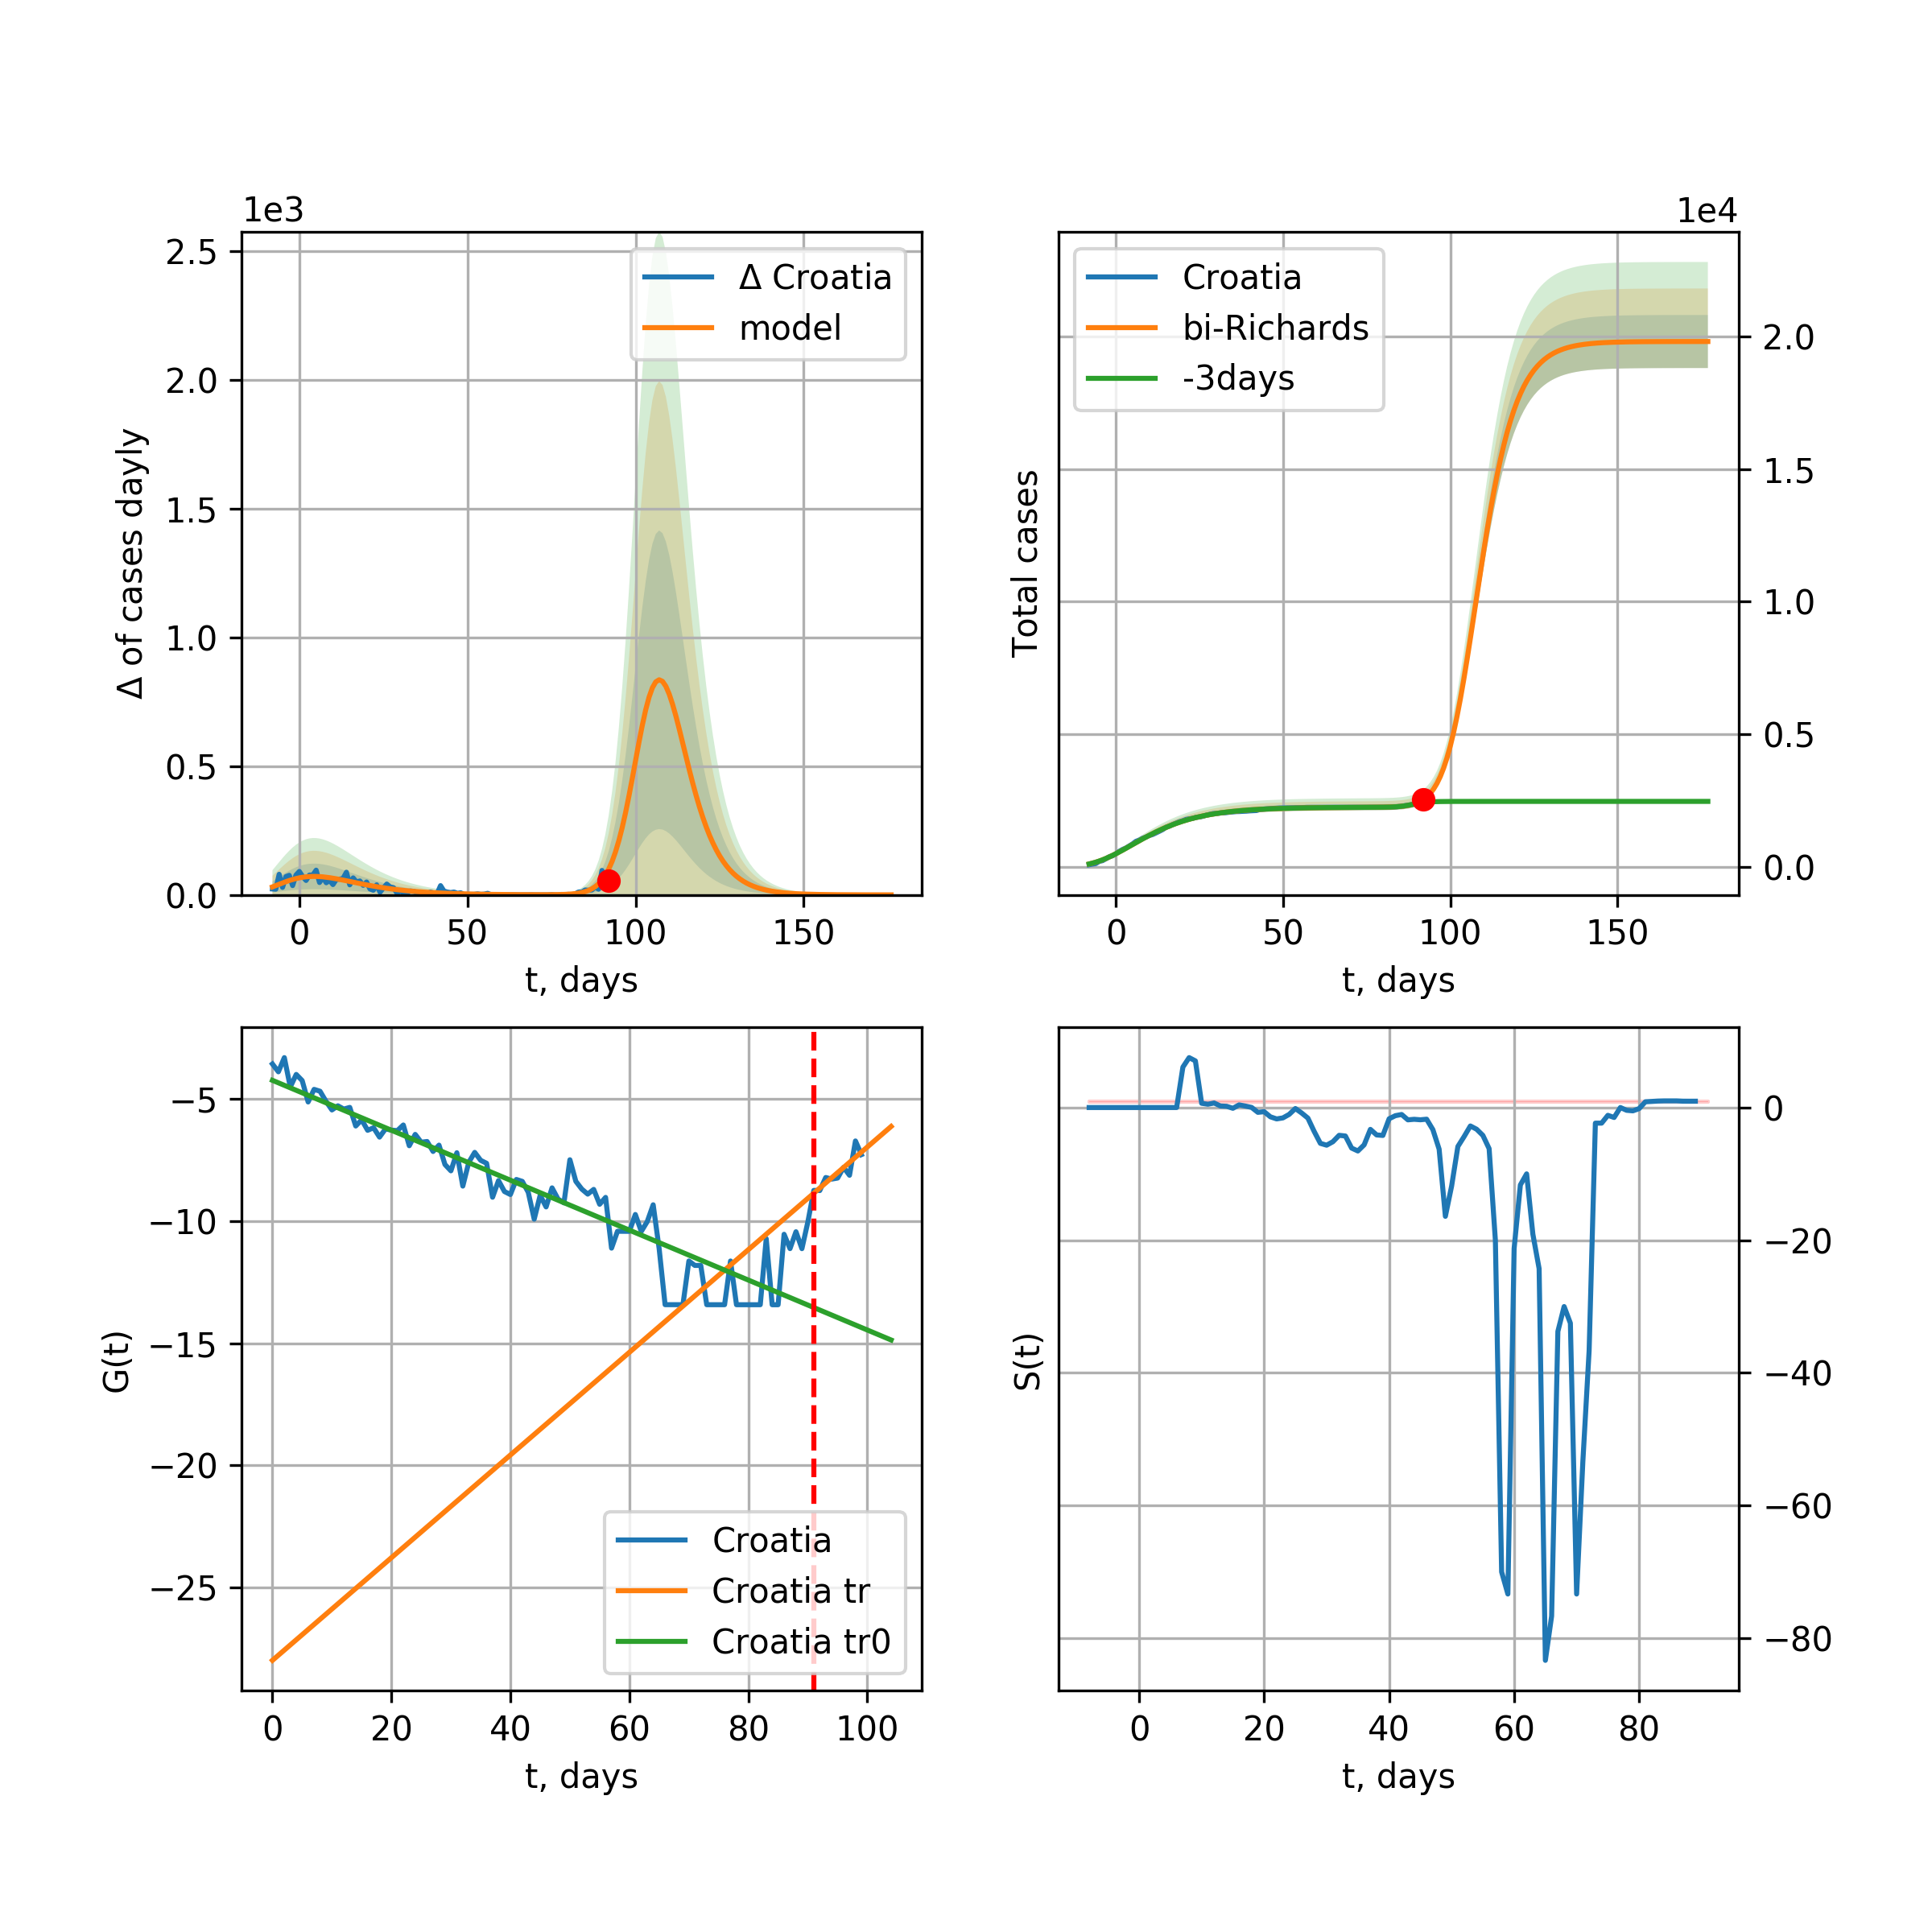 1e3
2.5
2.0
1.5
1.0
0.5
0.0
Δ of cases dayly
Δ Croatia
model
0 50 100 150
t, days
1e4
2.0
1.5
1.0
0.5
0.0
Total cases
Croatia
bi-Richards
-3days
0 50 100 150
t, days
−5
−10
−15
−20
−25
G(t)
Croatia
Croatia tr
Croatia tr0
0 20 40 60 80 100
t, days
0
−20
−40
−60
−80
S(t)
0 20 40 60 80
t, days